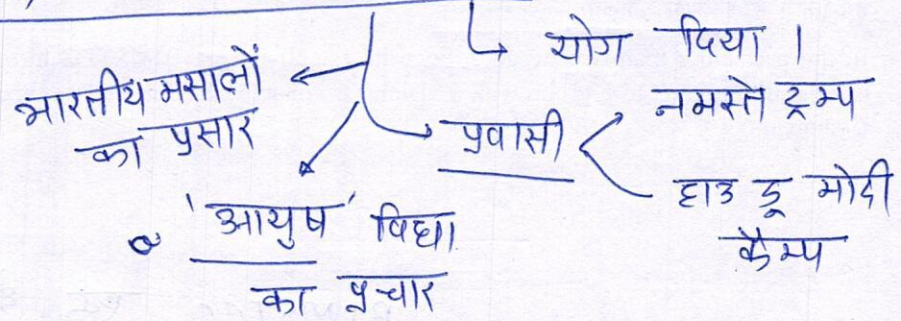 योग दिया ।
भारतीय मसालों
का प्रसार
प्रवासी
नमस्ते ट्रम्प
हाउ डू मोदी
कैम्प
'आयुष' विधा
का प्रचार